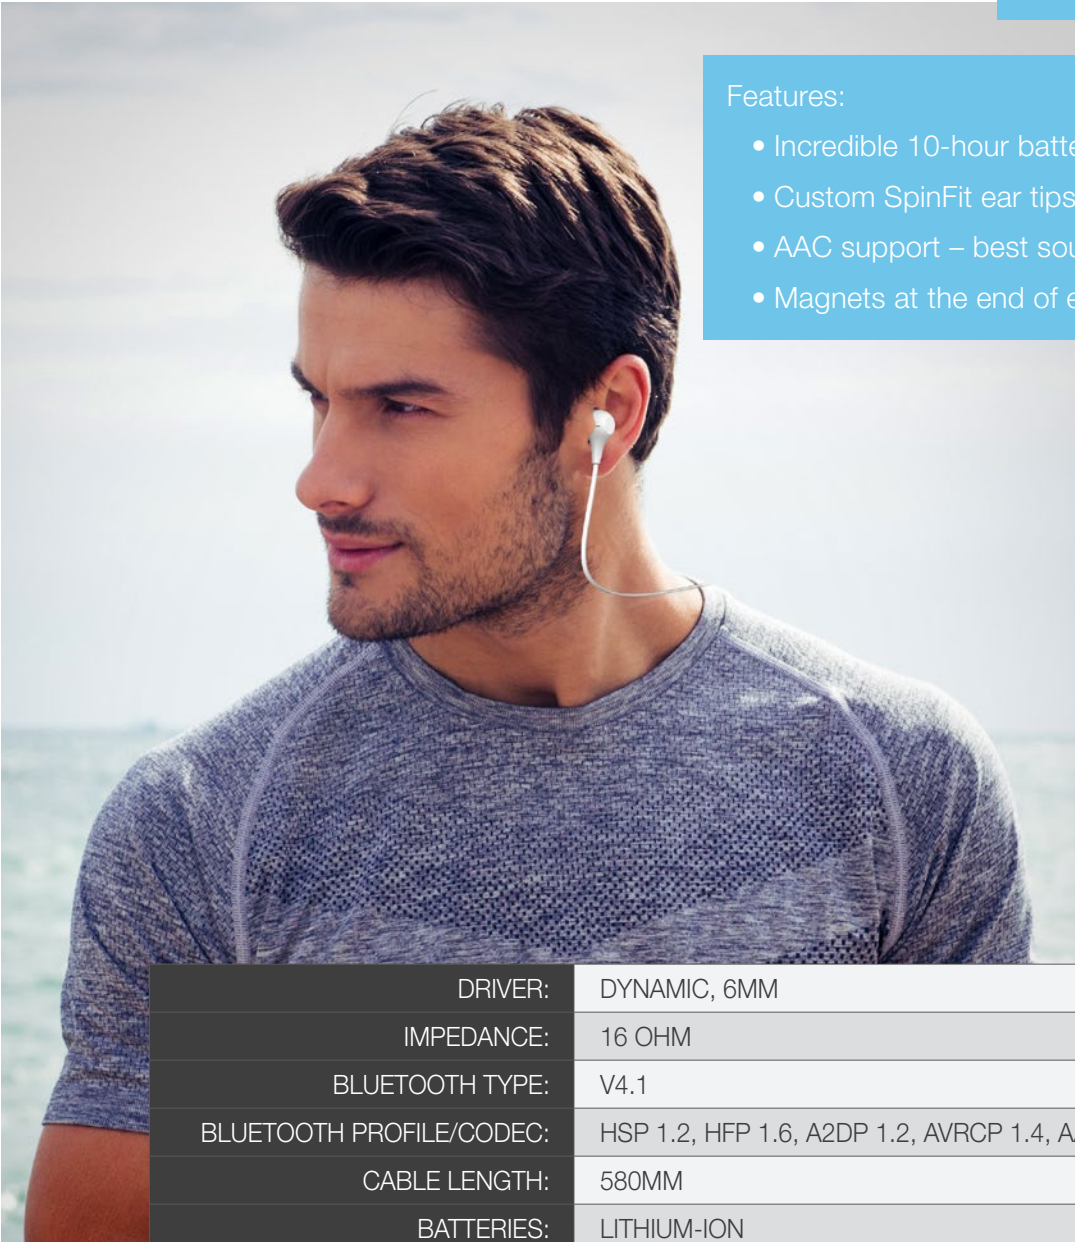 Features:
• Incredible 10-hour
• Custom SpinFit ear tips
• AAC support – best
• Magnets at the end of
DRIVER: DYNAMIC, 6MM
IMPEDANCE: 16 OHM
BLUETOOTH TYPE: V4.1
BLUETOOTH PROFILE/CODEC: HSP 1.2, HFP 1.6, A2DP 1.2, AVRCP 1.4,
CABLE LENGTH: 580MM
BATTERIES: LITHIUM-ION